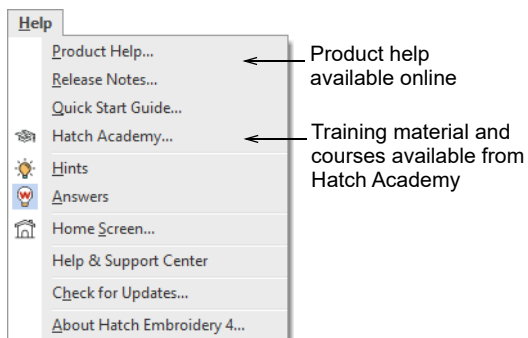 Help
Product Help...
Release Notes...
Quick Start Guide...
Hatch Academy...
Hints
Answers
Home Screen...
Help & Support Center
Check for Updates...
About Hatch Embroidery 4...
Product help
available online
Training material and
courses available from
Hatch Academy